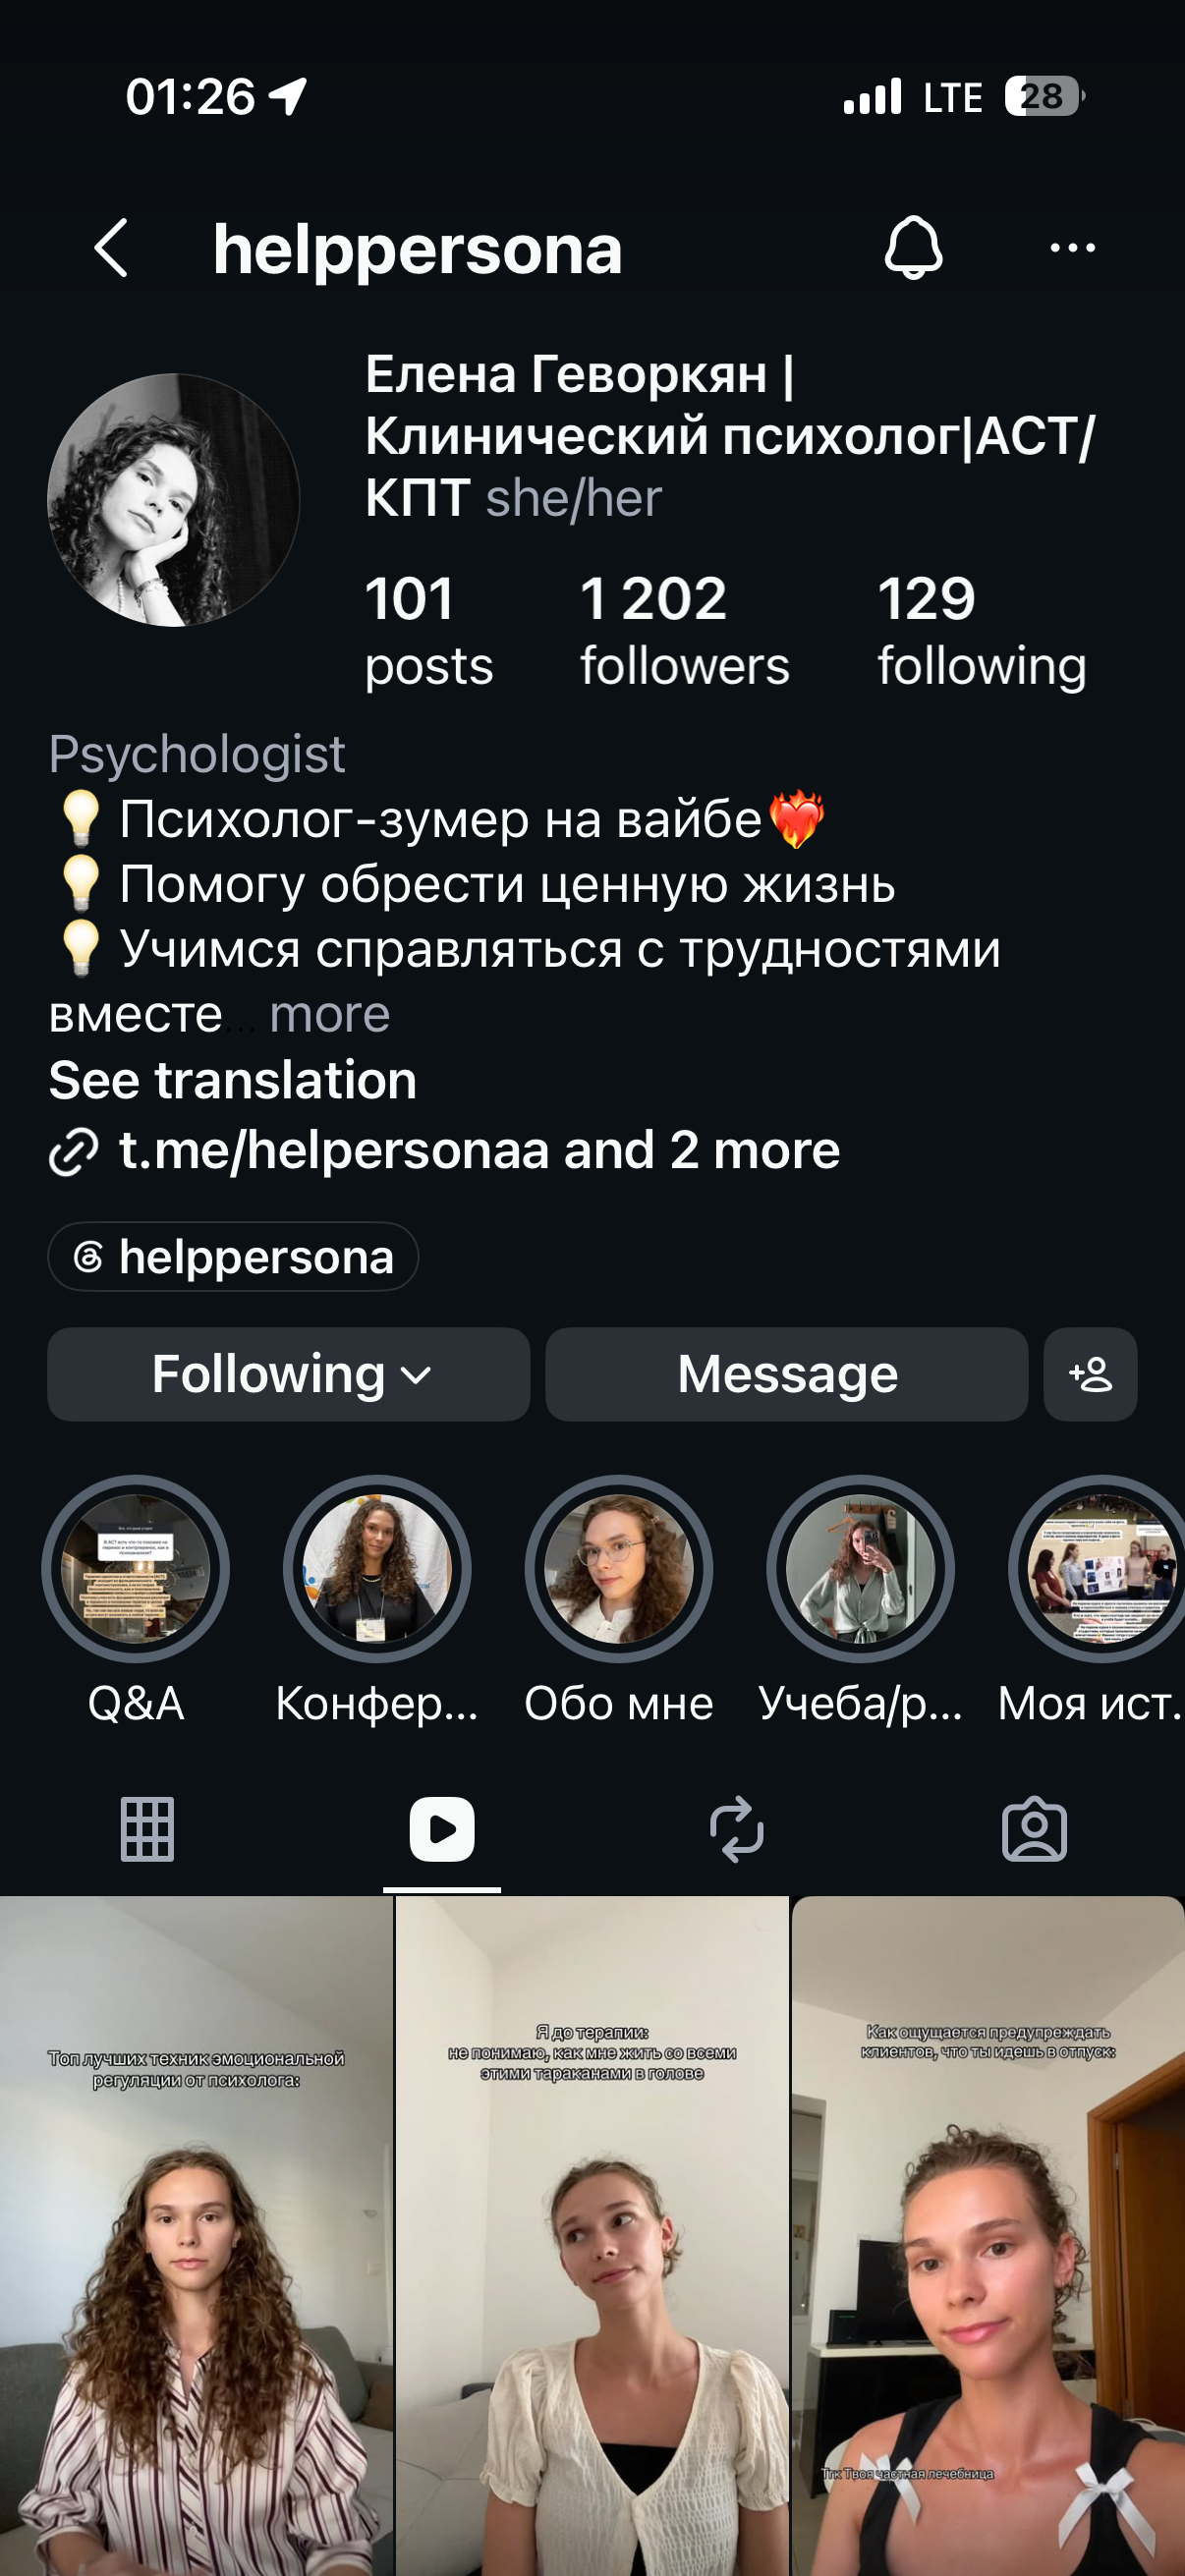 01:26
LTE 28
helppersona
Елена Геворкян |
Клинический психолог|АСТ/
КПТ she/her
101 1 202 129
posts followers following
Psychologist
Психолог-зумер на вайбе
Помогу обрести ценную жизнь
Учимся справляться с трудностями
вместе... more
See translation
t.me/helpersonaa and 2 more
helppersona
Following Message
Q&A Конфер... Обо мне Учеба/р... Моя ист.
Топ лучших техник эмоциональной
регуляции от психолога:
Я до терапии:
не понимаю, как мне жить со всеми
этими тараканами в голове
Как ощущается предупреждать
клиентов, что ты идешь в отпуск:
Тгк Твоя частная лечебница